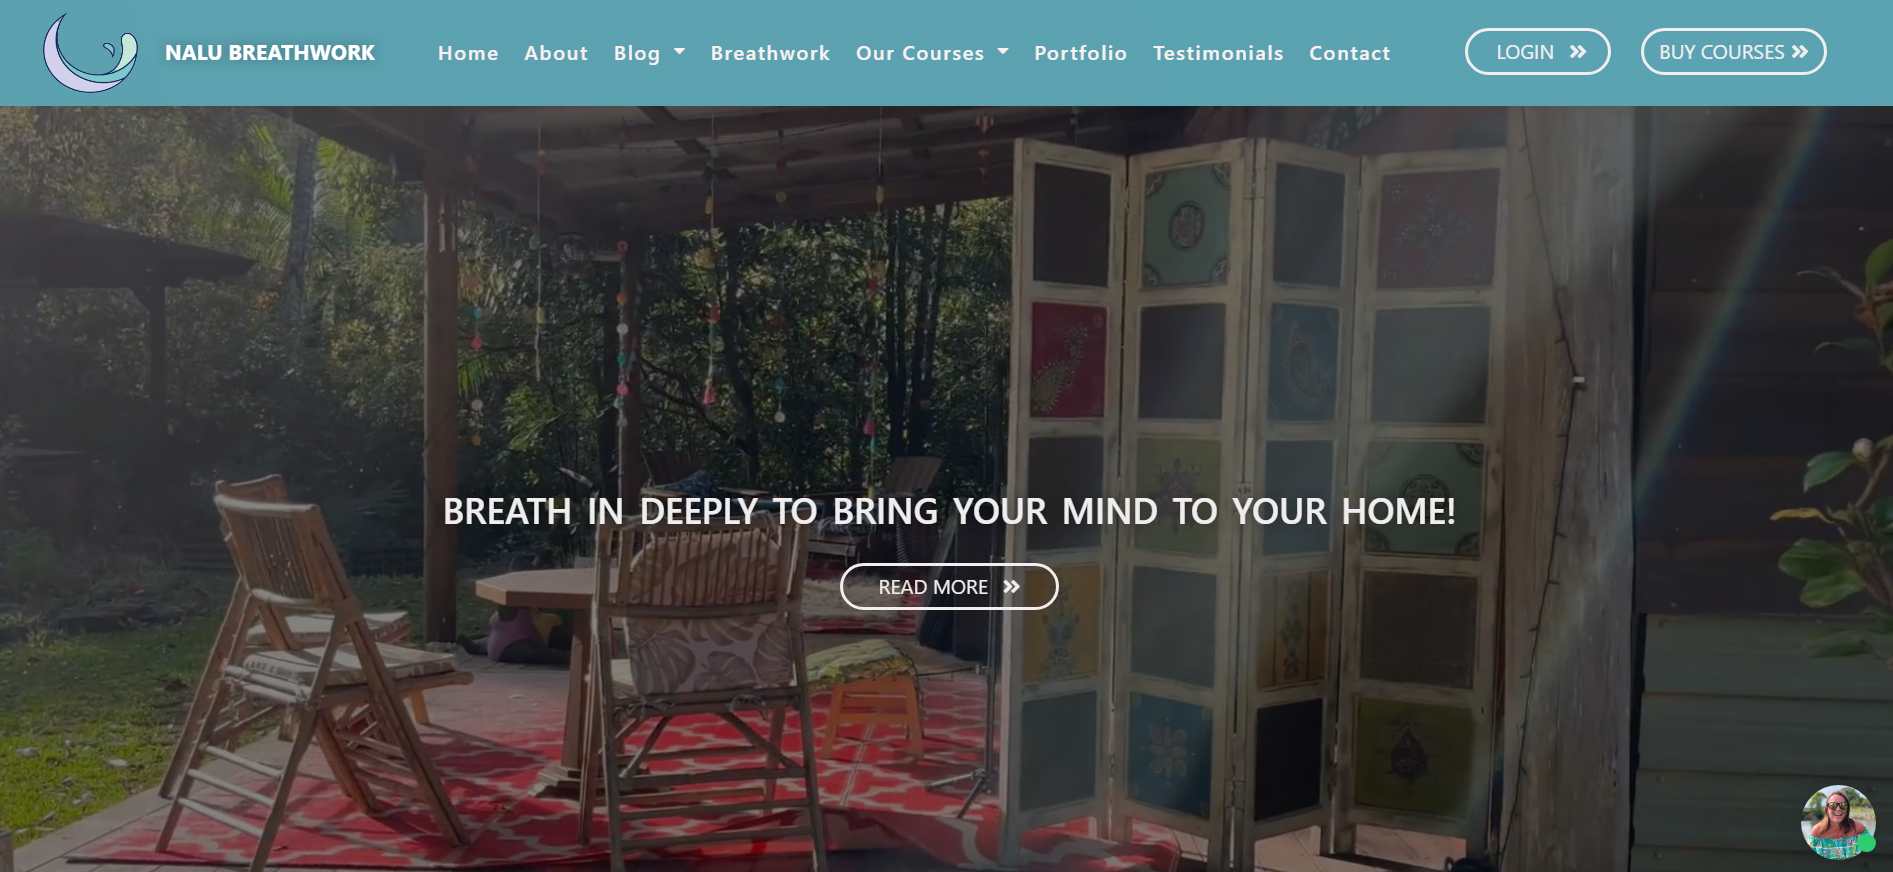 NALU BREATHWORK
Home About Blog Breathwork Our Courses Portfolio Testimonials Contact
LOGIN
BUY COURSES
BREATH IN DEEPLY TO BRING YOUR MIND TO YOUR HOME!
READ MORE